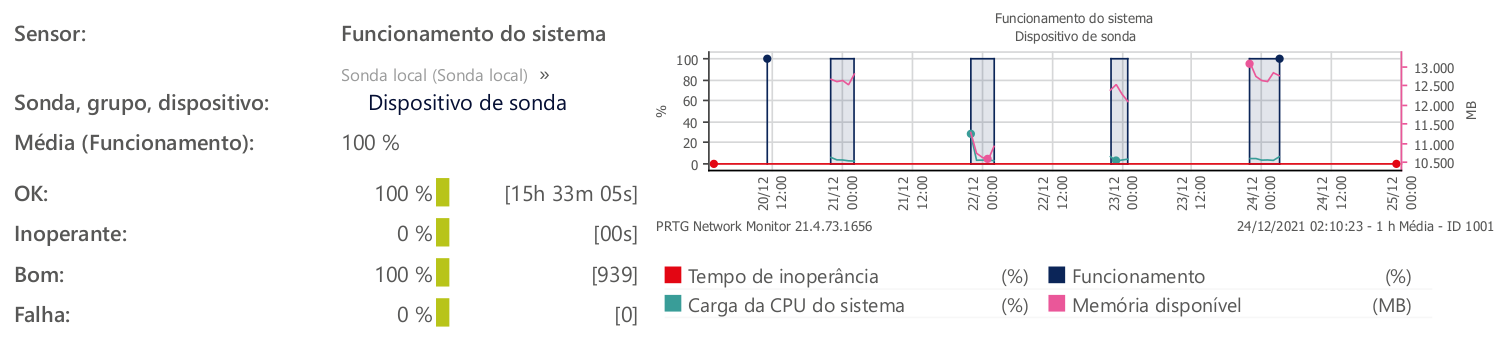 Sensor: Funcionamento do sistema
Sonda local (Sonda local) »
Sonda, grupo, dispositivo: Dispositivo de sonda
Média (Funcionamento): 100 %
OK: 100 % [15h 33m 05s]
Inoperante: 0 % [00s]
Bom: 100 % [939]
Falha: 0 % [0]
Funcionamento do sistema
Dispositivo de sonda
%
100
80
60
40
20
0
13.000
12.500
12.000
11.500
11.000
10.500
MB
20/12 12:00
21/12 00:00
21/12 12:00
22/12 00:00
22/12 12:00
23/12 00:00
23/12 12:00
24/12 00:00
24/12 12:00
25/12 00:00
PRTG Network Monitor 21.4.73.1656
24/12/2021 02:10:23 - 1 h Média - ID 1001
Tempo de inoperância (%) Funcionamento (%)
Carga da CPU do sistema (%) Memória disponível (MB)